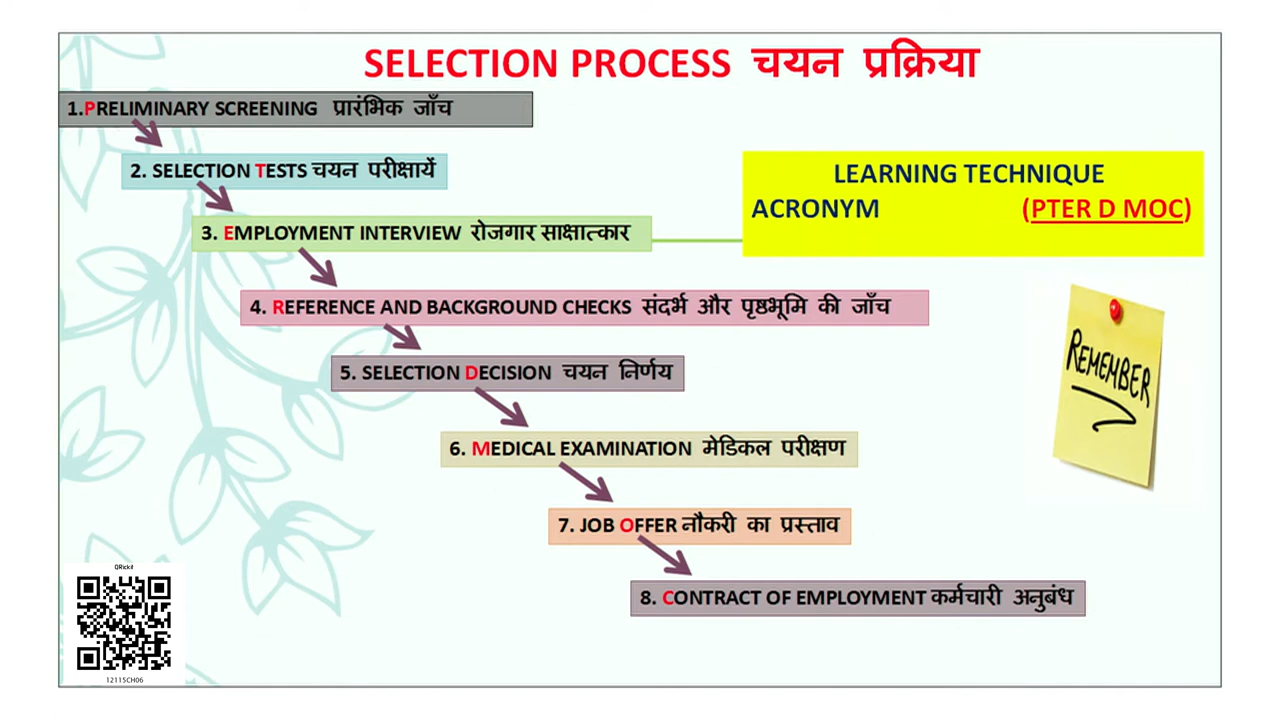 SELECTION PROCESS चयन प्रक्रिया
1.PRELIMINARY SCREENING प्रारंभिक जाँच
2. SELECTION TESTS चयन परीक्षायें
LEARNING TECHNIQUE
ACRONYM (PTER D MOC)
3. EMPLOYMENT INTERVIEW रोजगार साक्षात्कार
4. REFERENCE AND BACKGROUND CHECKS संदर्भ और पृष्ठभूमि की जाँच
REMEMBER
5. SELECTION DECISION चयन निर्णय
6. MEDICAL EXAMINATION मेडिकल परीक्षण
7. JOB OFFER नौकरी का प्रस्ताव
8. CONTRACT OF EMPLOYMENT कर्मचारी अनुबंध
QRickit
12115CH06